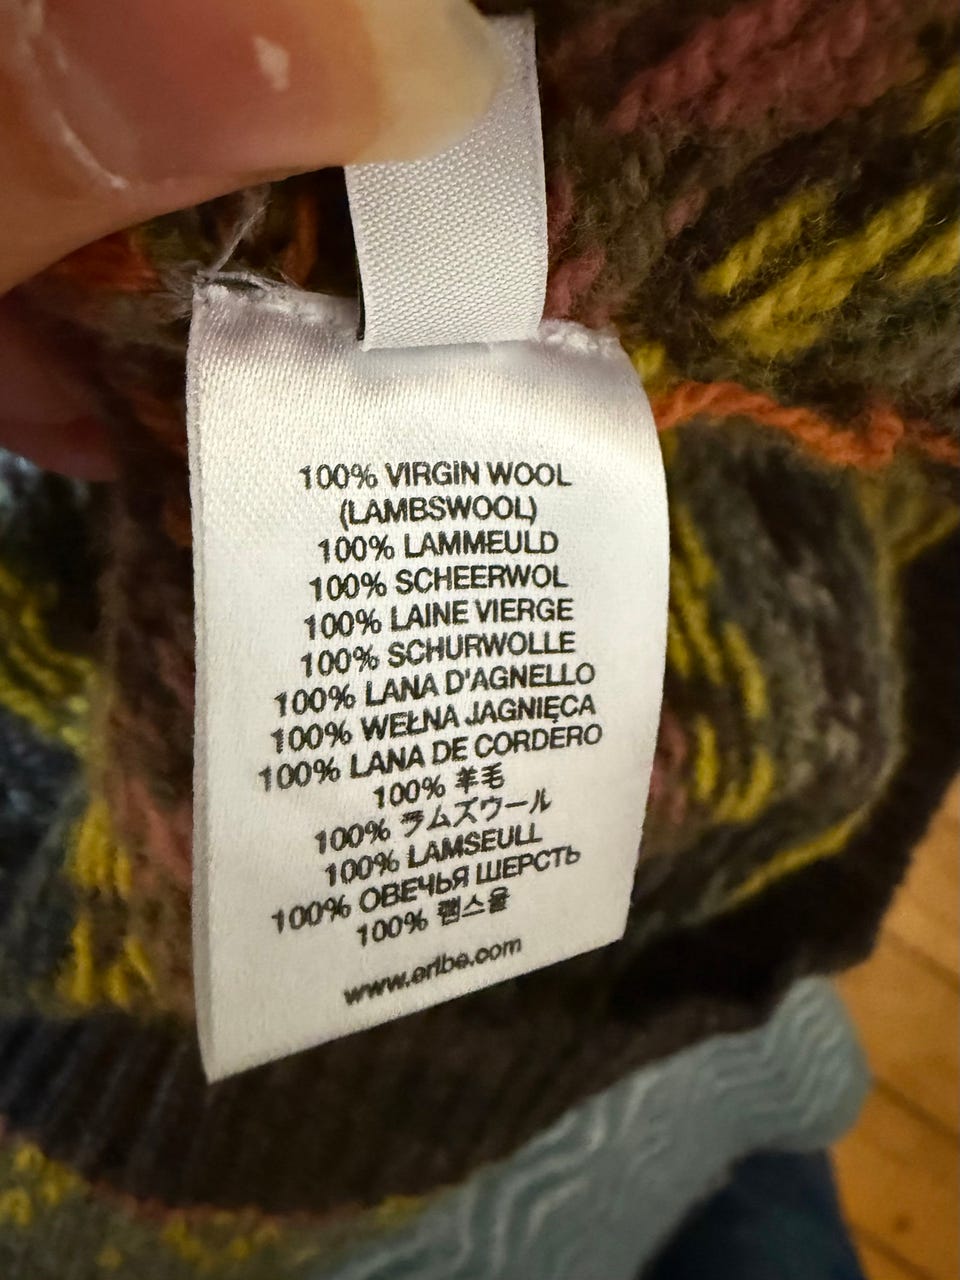 100% VIRGIN WOOL
(LAMBSWOOL)
100% LAMMEULD
100% SCHEERWOL
100% LAINE VIERGE
100% SCHURWOLLE
100% LANA D'AGNELLO
100% WEŁNA JAGNIĘCA
100% LANA DE CORDERO
100% 羊毛
100% ラムズウール
100% LAMSEULL
100% ОВЕЧЬЯ ШЕРСТЬ
100% 램스울
www.eribe.com